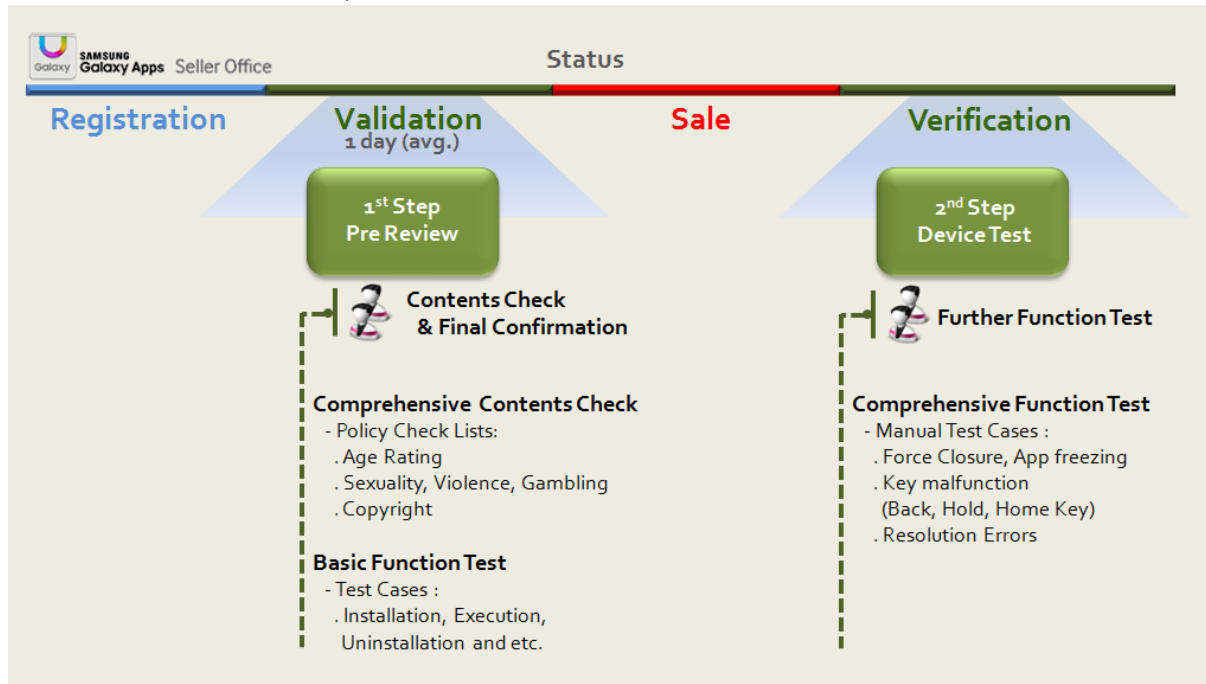 Galaxy
SAMSUNG
Galaxy Apps Seller Office
Status
Registration
Validation
1 day (avg.)
Sale
Verification
1st Step
Pre Review
2nd Step
Device Test
Contents Check
& Final Confirmation
Further Function Test
Comprehensive Contents Check
- Policy Check Lists:
. Age Rating
. Sexuality, Violence, Gambling
. Copyright
Basic Function Test
- Test Cases :
. Installation, Execution,
Uninstallation and etc.
Comprehensive Function Test
- Manual Test Cases :
. Force Closure, App freezing
. Key malfunction
(Back, Hold, Home Key)
. Resolution Errors